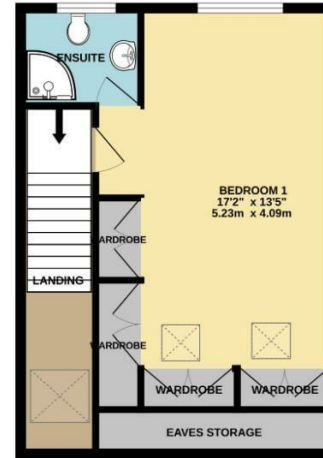 ENSUITE
BEDROOM 1
17'2" x 13'5"
5.23m x 4.09m
WARDROBE
LANDING
WARDROBE
WARDROBE
WARDROBE
EAVES STORAGE